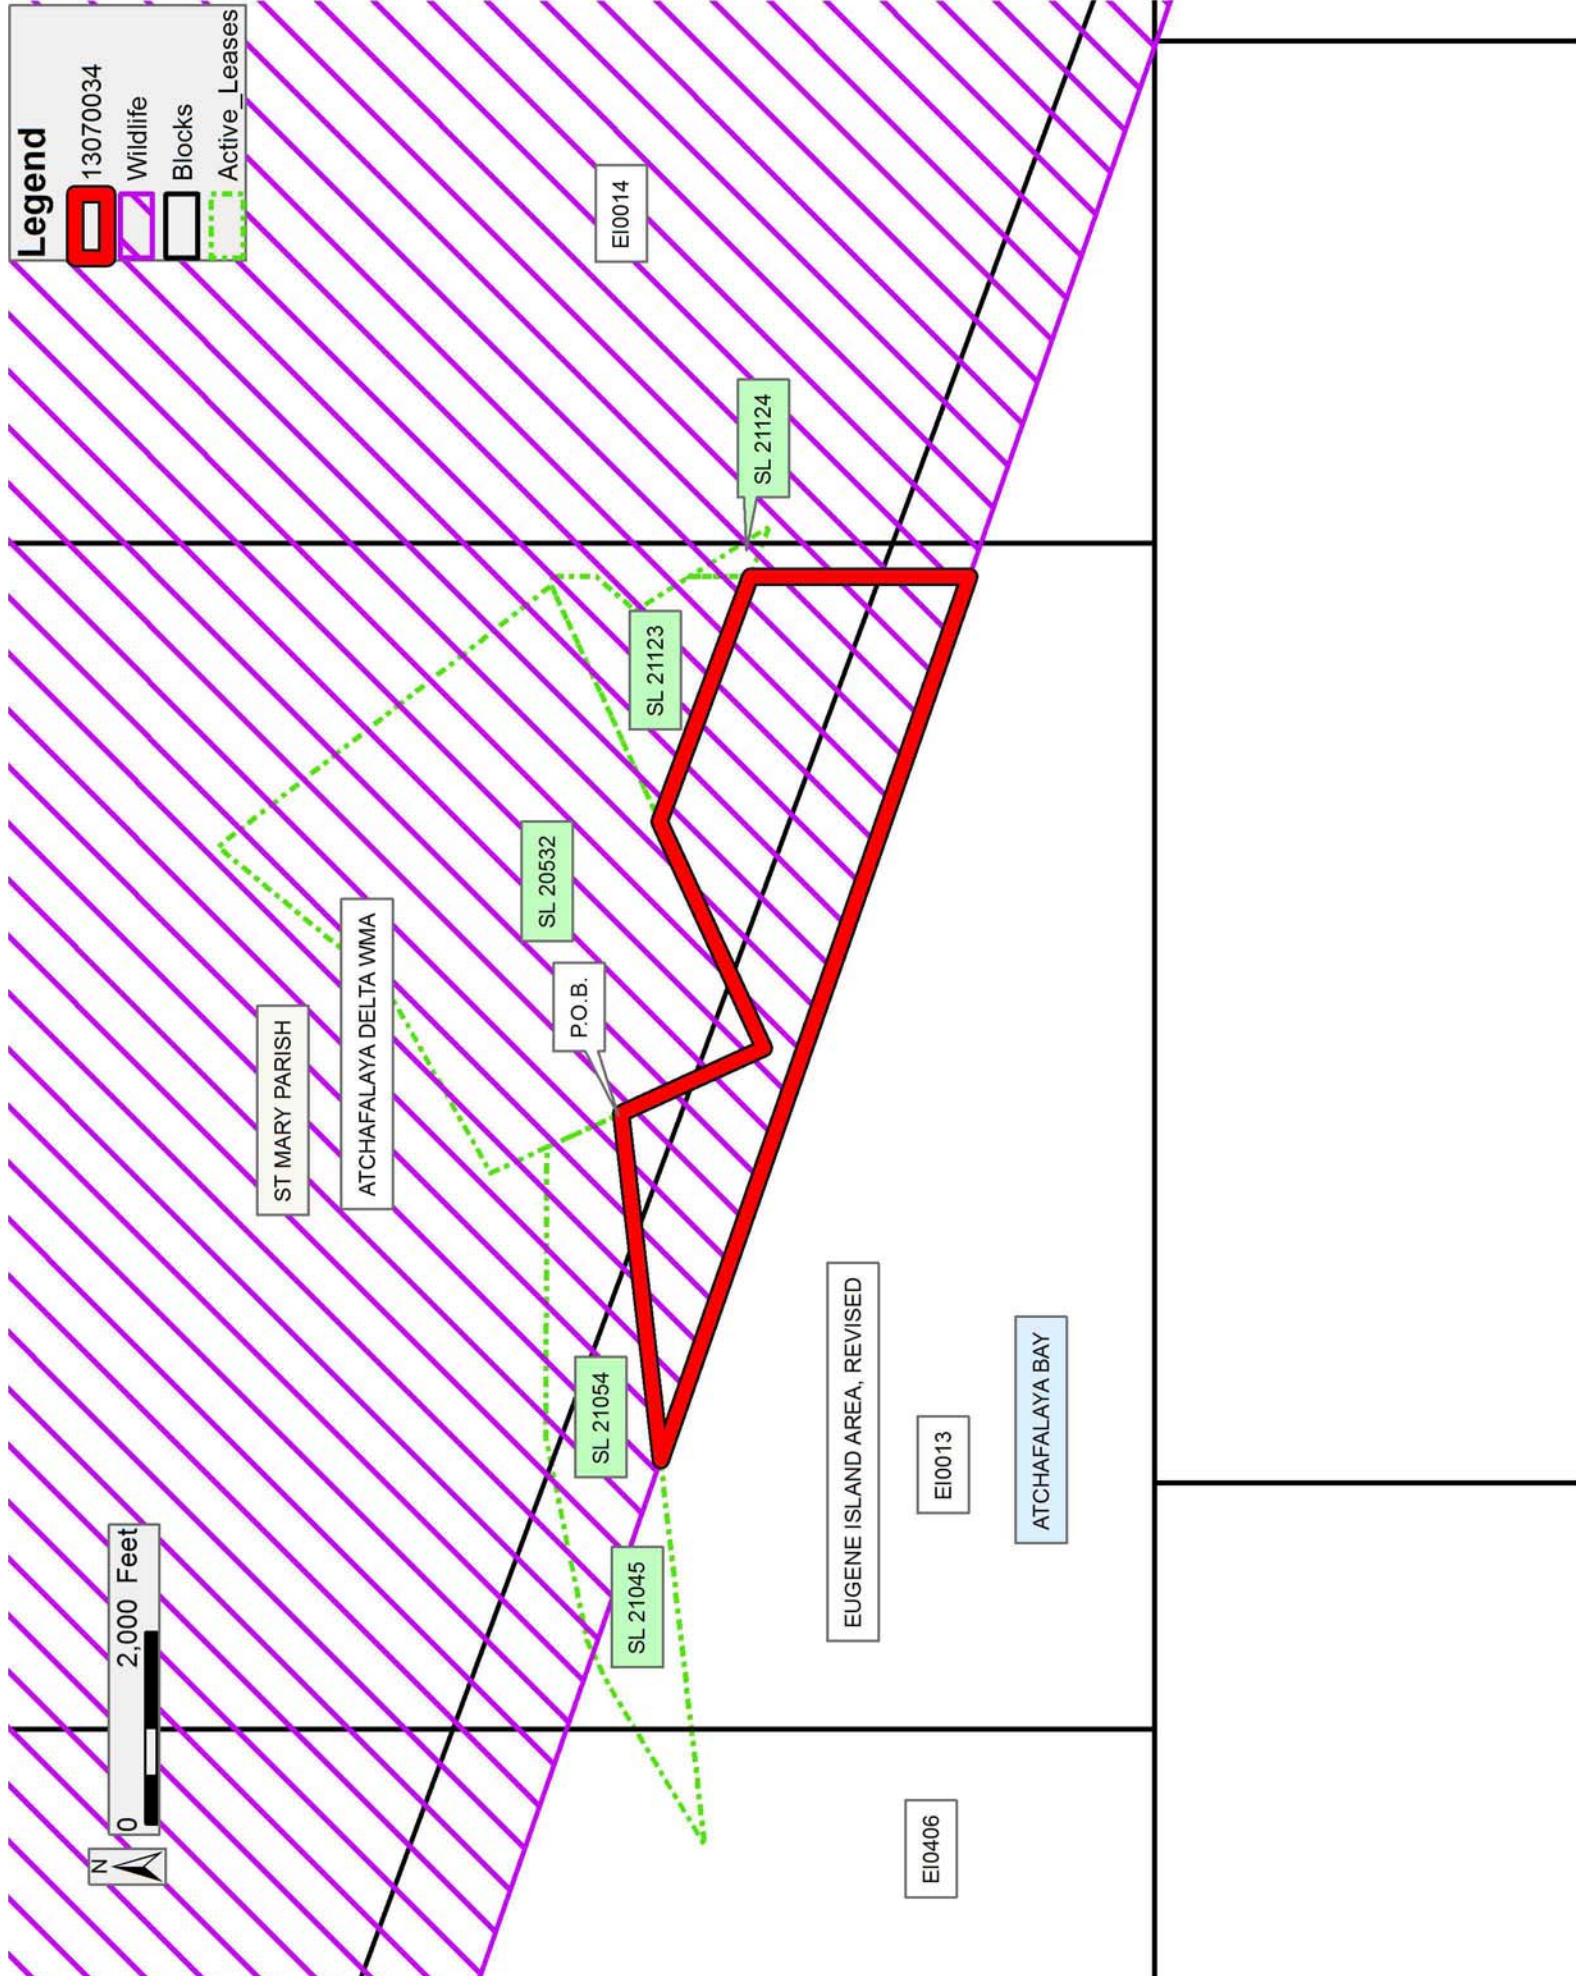 N
0 2,000 Feet
Legend
13070034
Wildlife
Blocks
Active_Leases
ST MARY PARISH
ATCHAFALAYA DELTA WMA
SL 20532
P.O.B.
SL 21054
SL 21045
SL 21123
SL 21124
EI0014
EUGENE ISLAND AREA, REVISED
EI0406
EI0013
ATCHAFALAYA BAY